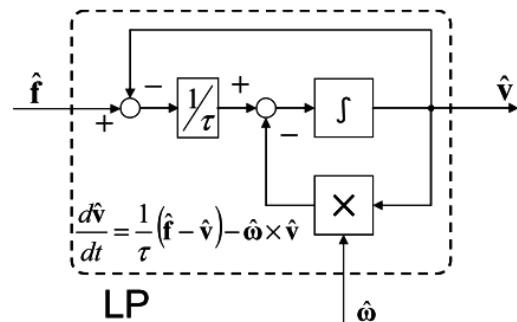 f̂ + − 1/τ + − ∫ v̂
×
dv̂/dt = 1/τ (f̂ − v̂) − ω̂ × v̂
LP
ω̂